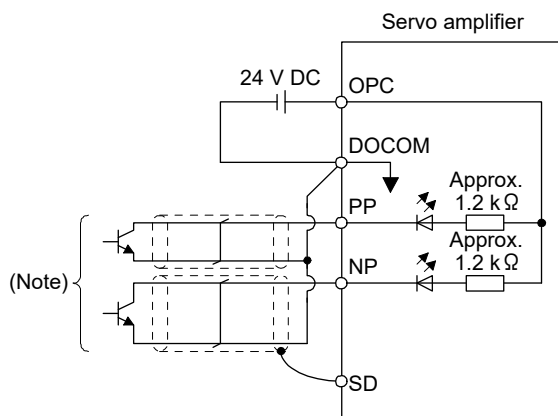 Servo amplifier
24 V DC
OPC
DOCOM
Approx.
1.2 kΩ
PP
Approx.
1.2 kΩ
NP
(Note)
SD